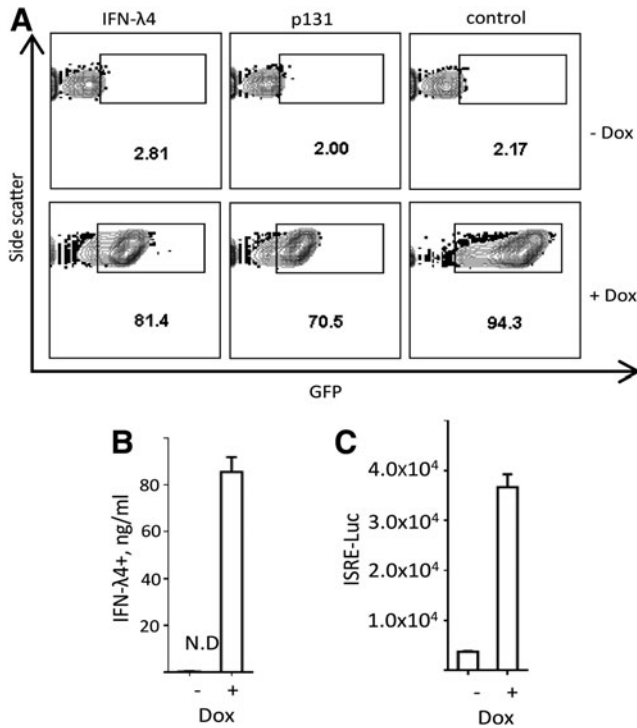 A
IFN-λ4 p131 control
Side scatter
2.81 2.00 2.17
- Dox
81.4 70.5 94.3
+ Dox
GFP
B
IFN-λ4+, ng/ml
80
60
40
20
N.D
- +
Dox
C
ISRE-Luc
4.0x10⁴
3.0x10⁴
2.0x10⁴
1.0x10⁴
- +
Dox